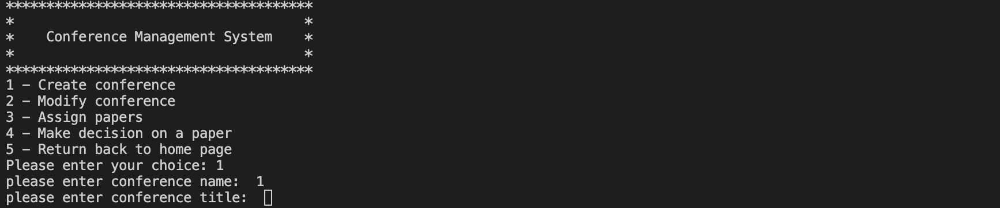 **************************************
*                                    *
*    Conference Management System    *
*                                    *
**************************************
1 – Create conference
2 – Modify conference
3 – Assign papers
4 – Make decision on a paper
5 – Return back to home page
Please enter your choice: 1
please enter conference name:  1
please enter conference title: